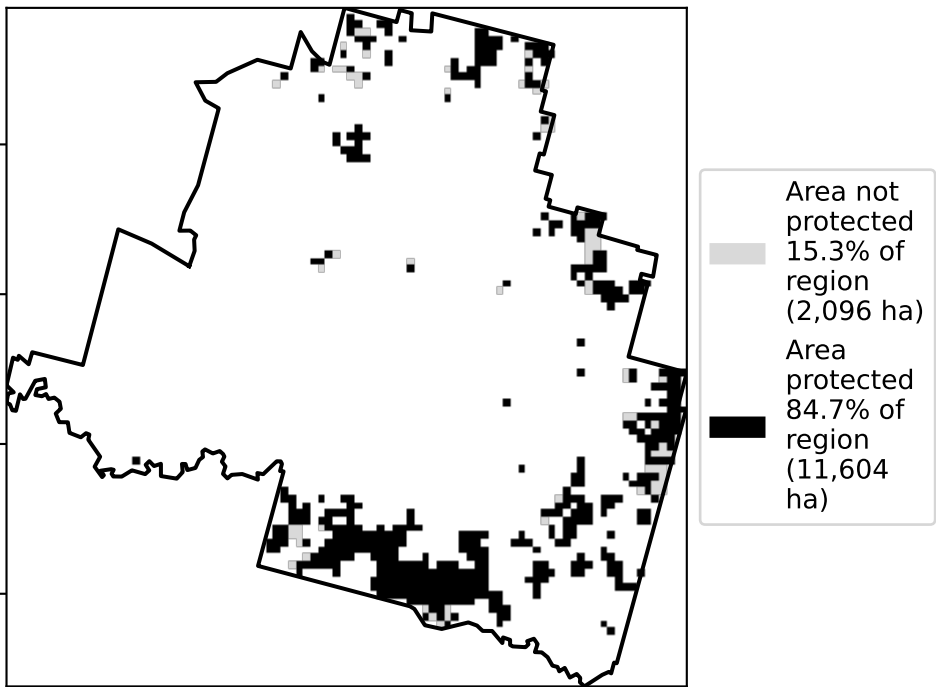 Area not
protected
15.3% of
region
(2,096 ha)
Area
protected
84.7% of
region
(11,604
ha)